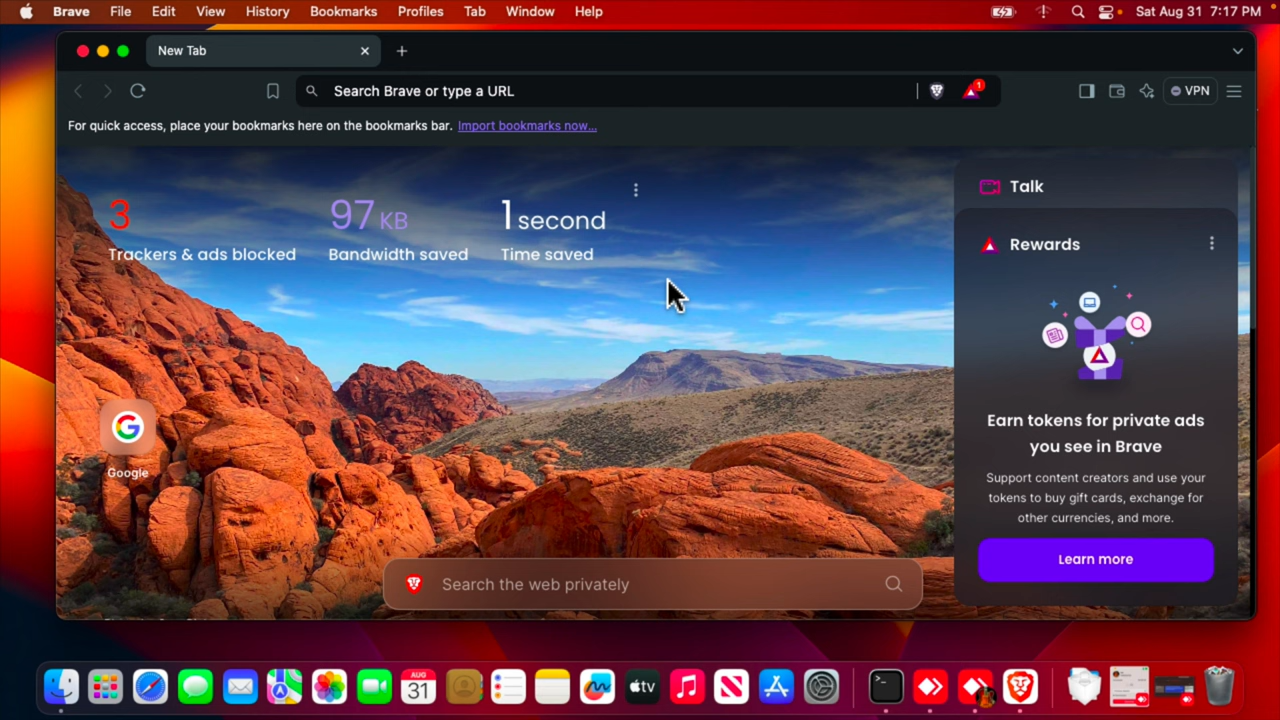 Brave File Edit View History Bookmarks Profiles Tab Window Help Sat Aug 31 7:17 PM
New Tab
Search Brave or type a URL
1
VPN
For quick access, place your bookmarks here on the bookmarks bar. Import bookmarks now...
3
Trackers & ads blocked
97 KB
Bandwidth saved
1 second
Time saved
Google
Search the web privately
Talk
Rewards
Earn tokens for private ads
you see in Brave
Support content creators and use your
tokens to buy gift cards, exchange for
other currencies, and more.
Learn more
AUG
31
tv